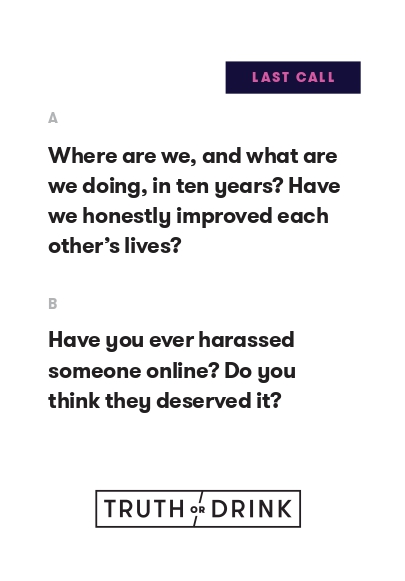 LAST CALL
A
Where are we, and what are
we doing, in ten years? Have
we honestly improved each
other's lives?
B
Have you ever harassed
someone online? Do you
think they deserved it?
TRUTH OR DRINK